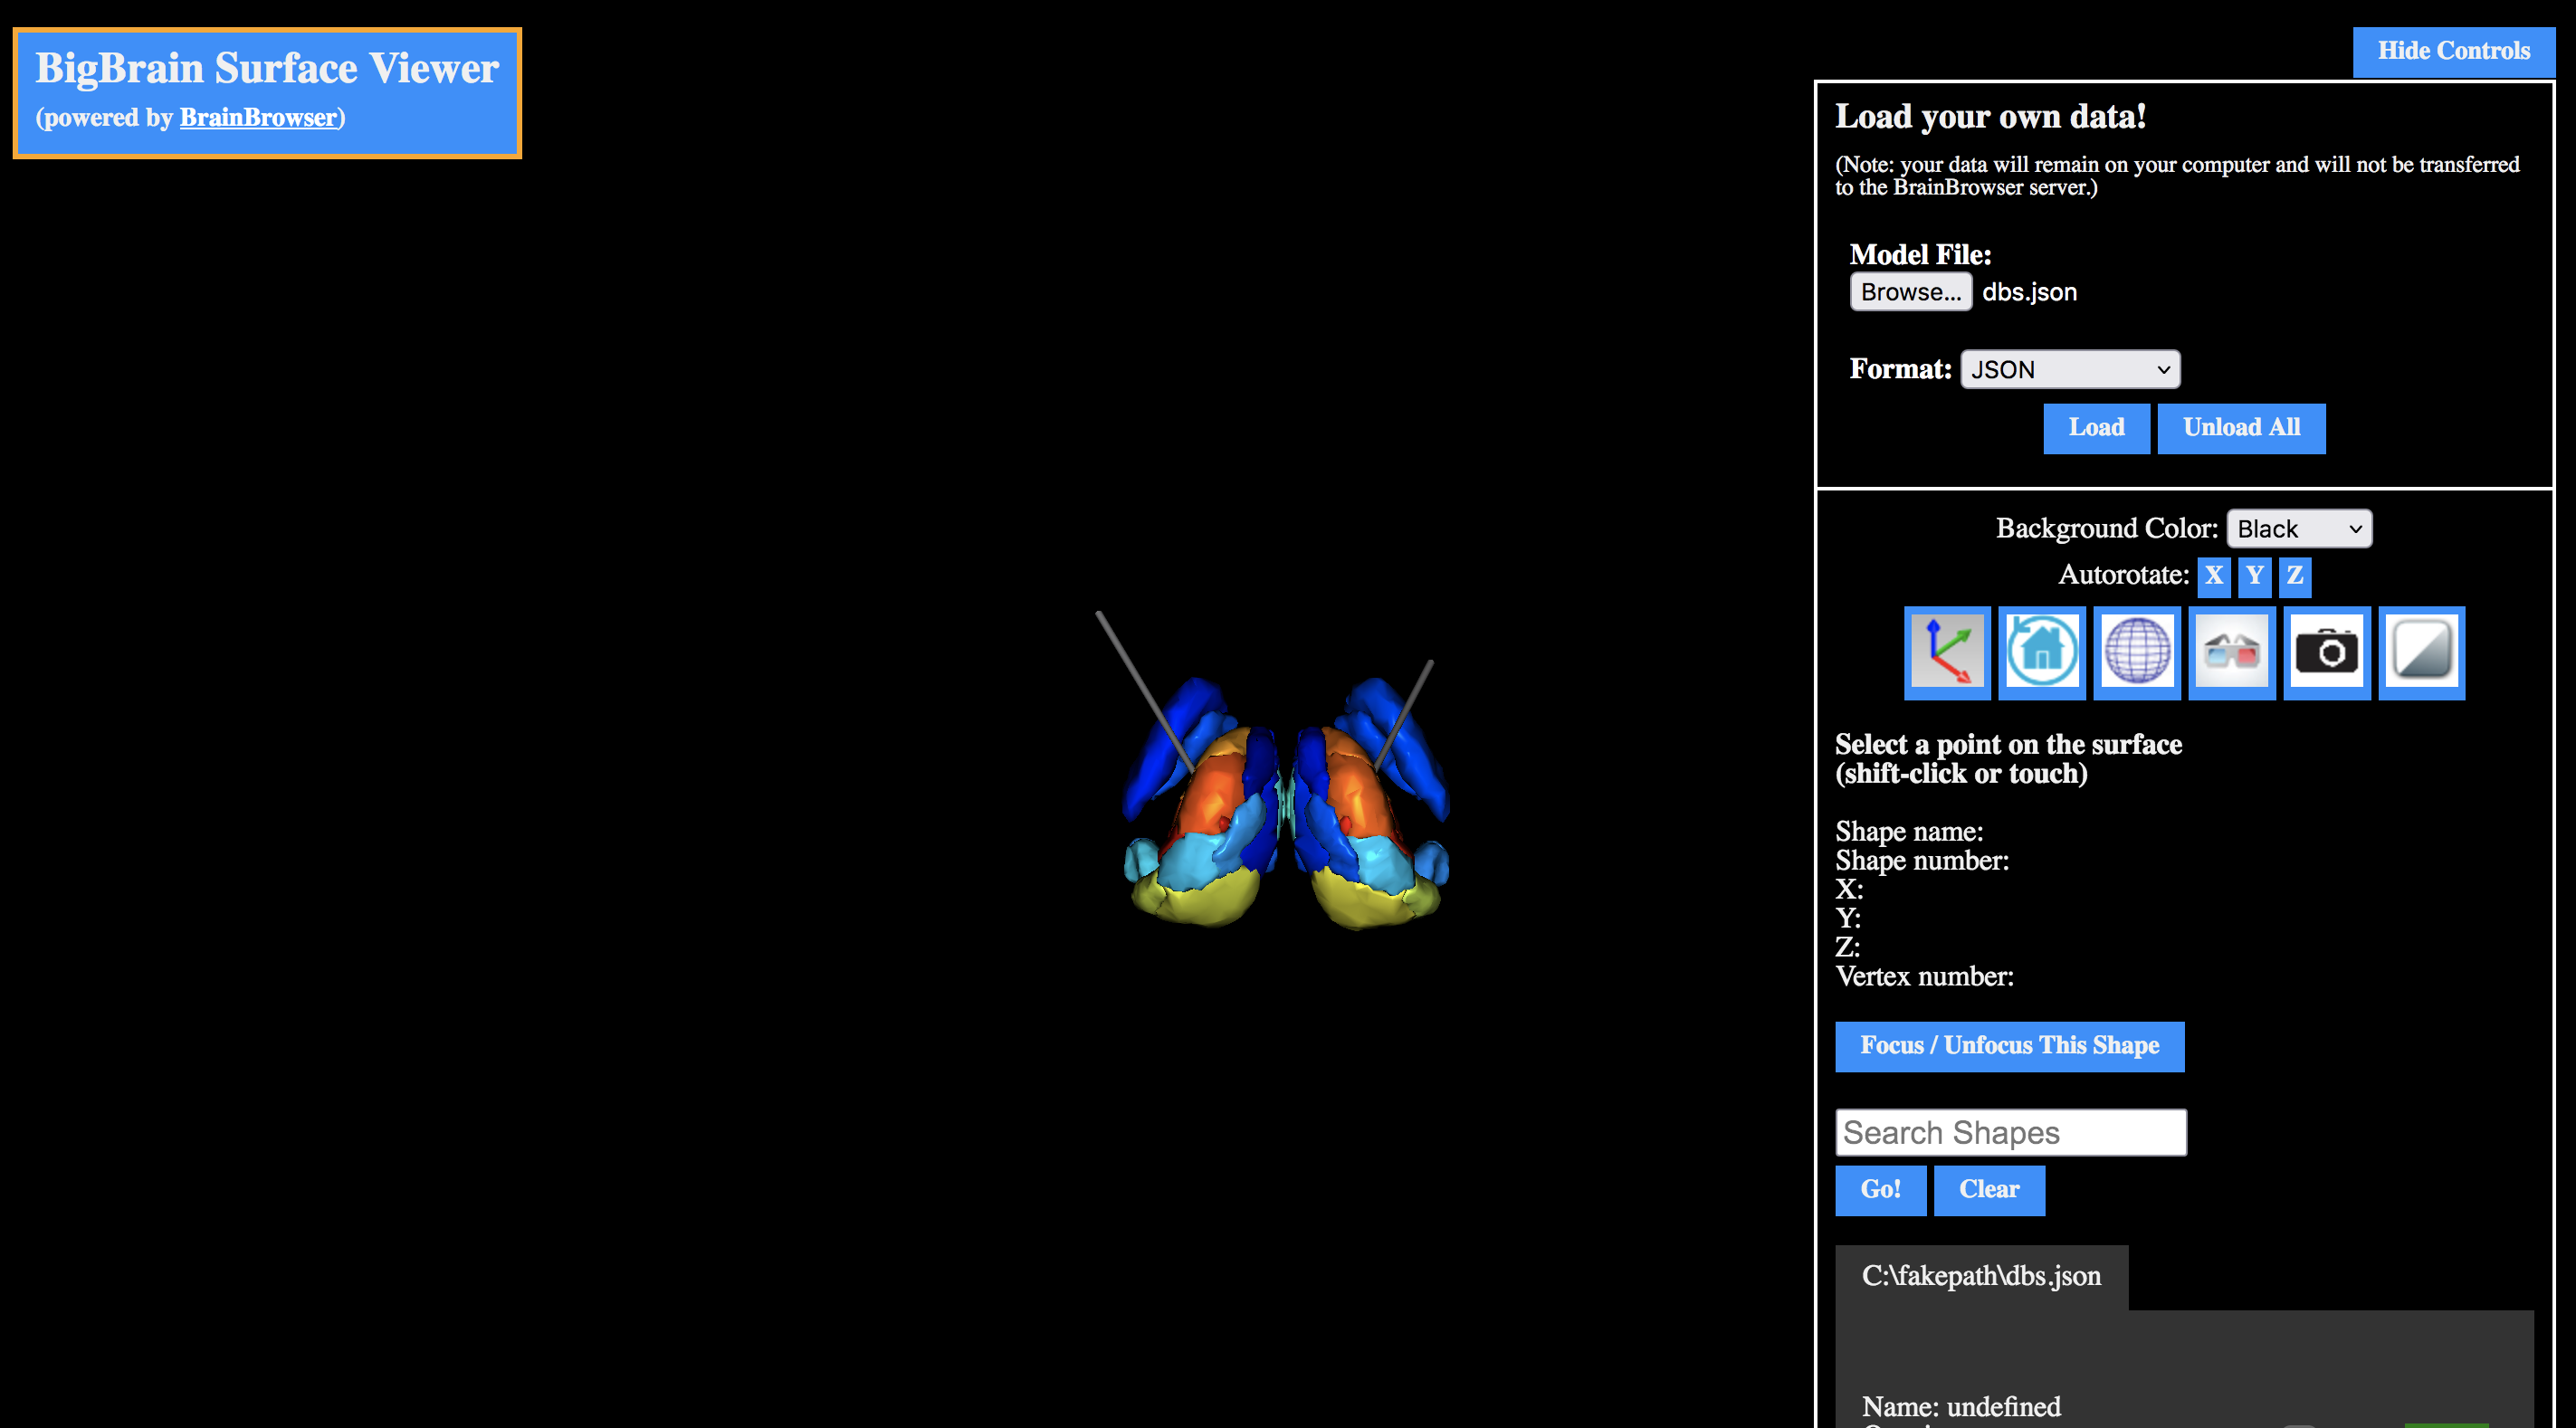 BigBrain Surface Viewer
(powered by BrainBrowser)
Hide Controls
Load your own data!
(Note: your data will remain on your computer and will not be transferred
to the BrainBrowser server.)
Model File:
Browse... dbs.json
Format: JSON
Load Unload All
Background Color: Black
Autorotate: X Y Z
Select a point on the surface
(shift-click or touch)
Shape name:
Shape number:
X:
Y:
Z:
Vertex number:
Focus / Unfocus This Shape
Search Shapes
Go! Clear
C:\fakepath\dbs.json
Name: undefined